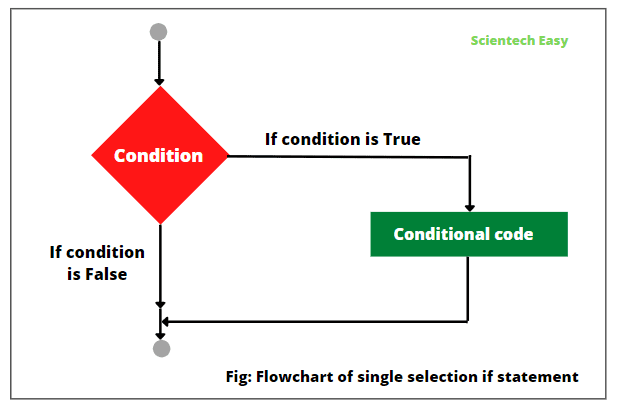 Scientech Easy
If condition is True
Condition
Conditional code
If condition
is False
Fig: Flowchart of single selection if statement